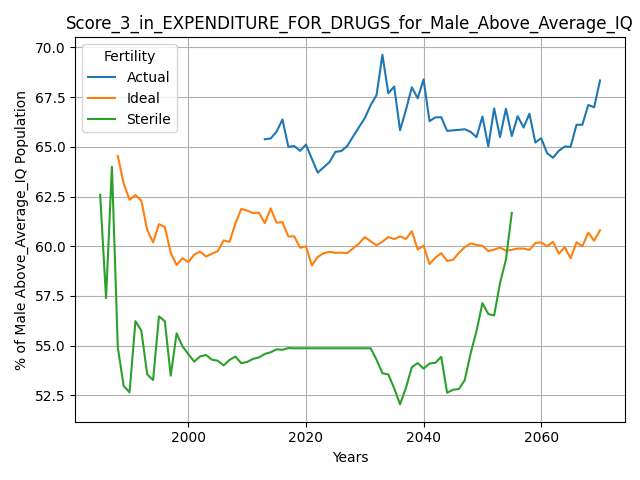 Score_3_in_EXPENDITURE_FOR_DRUGS_for_Male_Above_Average_IQ
Fertility
Actual
Ideal
Sterile
% of Male Above_Average_IQ Population
70.0
67.5
65.0
62.5
60.0
57.5
55.0
52.5
2000 2020 2040 2060
Years